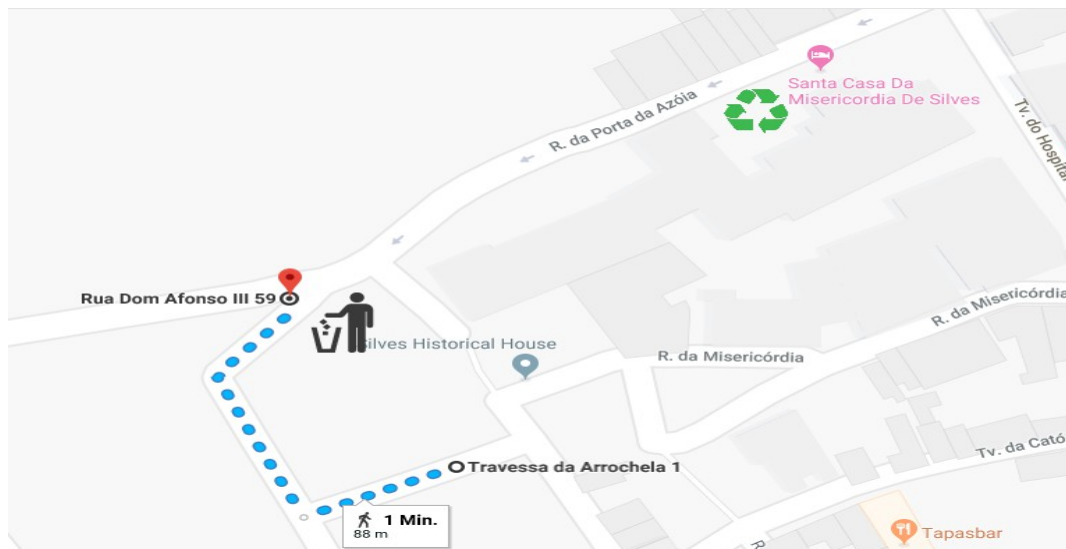 Santa Casa Da
Misericordia De Silves
Tv. do Hospital
R. da Porta da Azóia
Rua Dom Afonso III 59
R. da Misericórdia
Silves Historical House
R. da Misericórdia
Travessa da Arrochela 1
Tv. da Cató
1 Min.
88 m
R
R.
Tapasbar